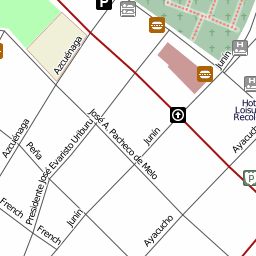 P
Azcuénaga
Junín
H
H
Hot
Loisu
Recol
José A. Pacheco de Melo
Azcuénaga
Peña
Presidente José Evaristo Uriburu
Junín
Ayacucho
P
French
Junín
French
Ayacucho